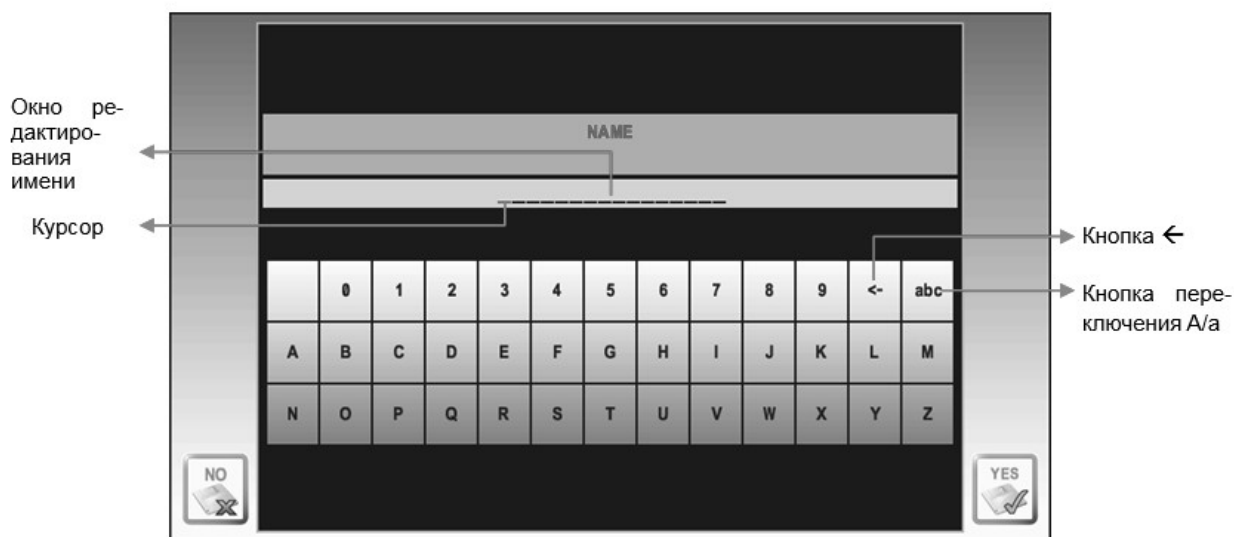 Окно ре-
дактиро-
вания
имени
Курсор
NAME
_______________
0 1 2 3 4 5 6 7 8 9 <- abc
A B C D E F G H I J K L M
N O P Q R S T U V W X Y Z
NO
YES
Кнопка ←
Кнопка пере-
ключения А/а